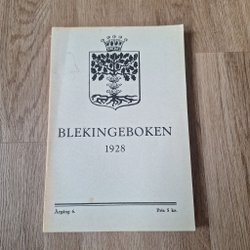 BLEKINGEBOKEN
1928
Årgång 6.
Pris 5 kr.